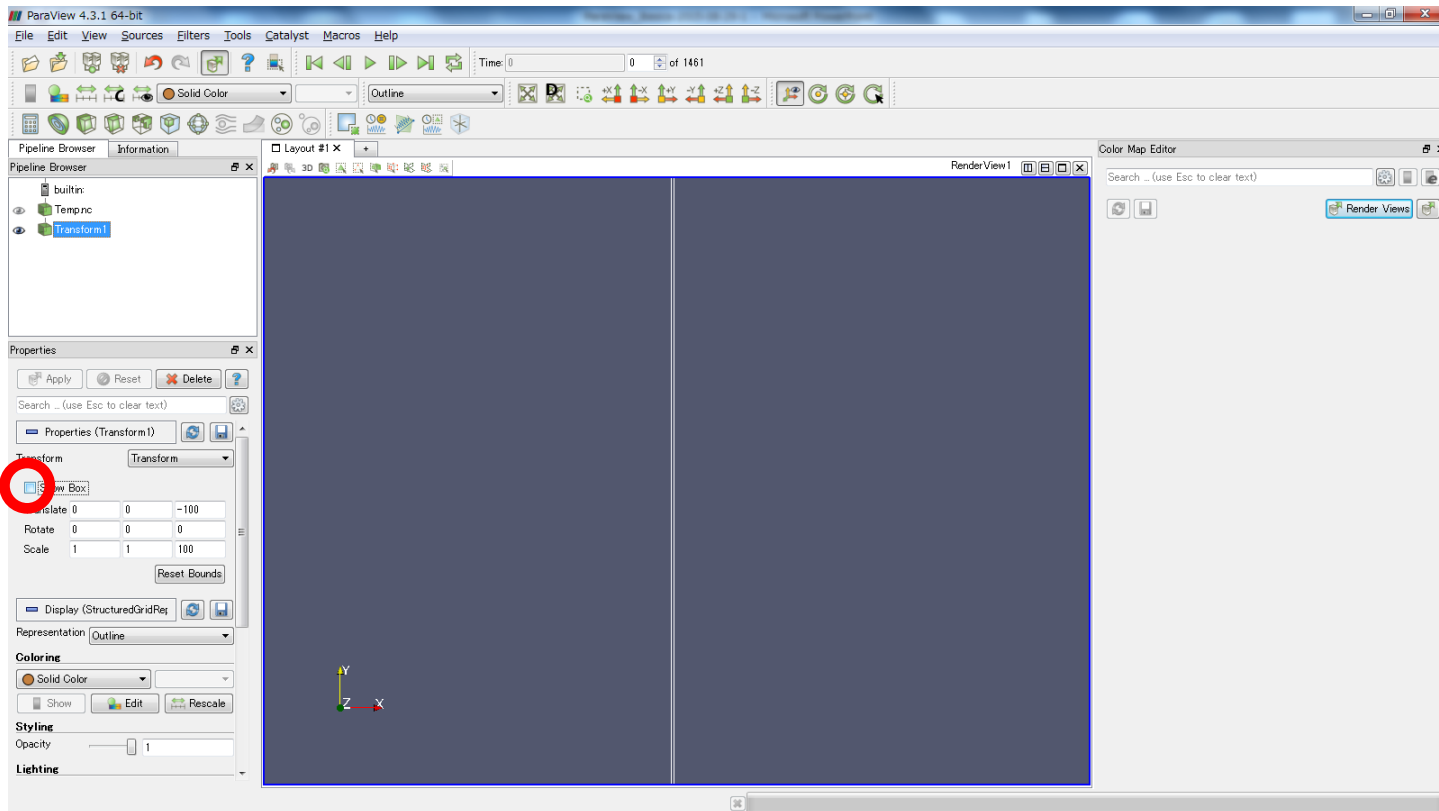 ParaView 4.3.1 64-bit
File Edit View Sources Filters Tools Catalyst Macros Help
Time: 0 0 of 1461
Solid Color Outline
Pipeline Browser Information Layout #1 + Color Map Editor
Pipeline Browser 3D RenderView1
builtin: Search ... (use Esc to clear text)
Temp.nc Render Views
Transform1
Properties
Apply Reset Delete ?
Search ... (use Esc to clear text)
Properties (Transform1)
Transform Transform
Show Box
Translate 0 0 -100
Rotate 0 0 0
Scale 1 1 100
Reset Bounds
Display (StructuredGridRep
Representation Outline
Coloring
Solid Color
Show Edit Rescale
Styling
Opacity 1
Lighting
Y
Z X